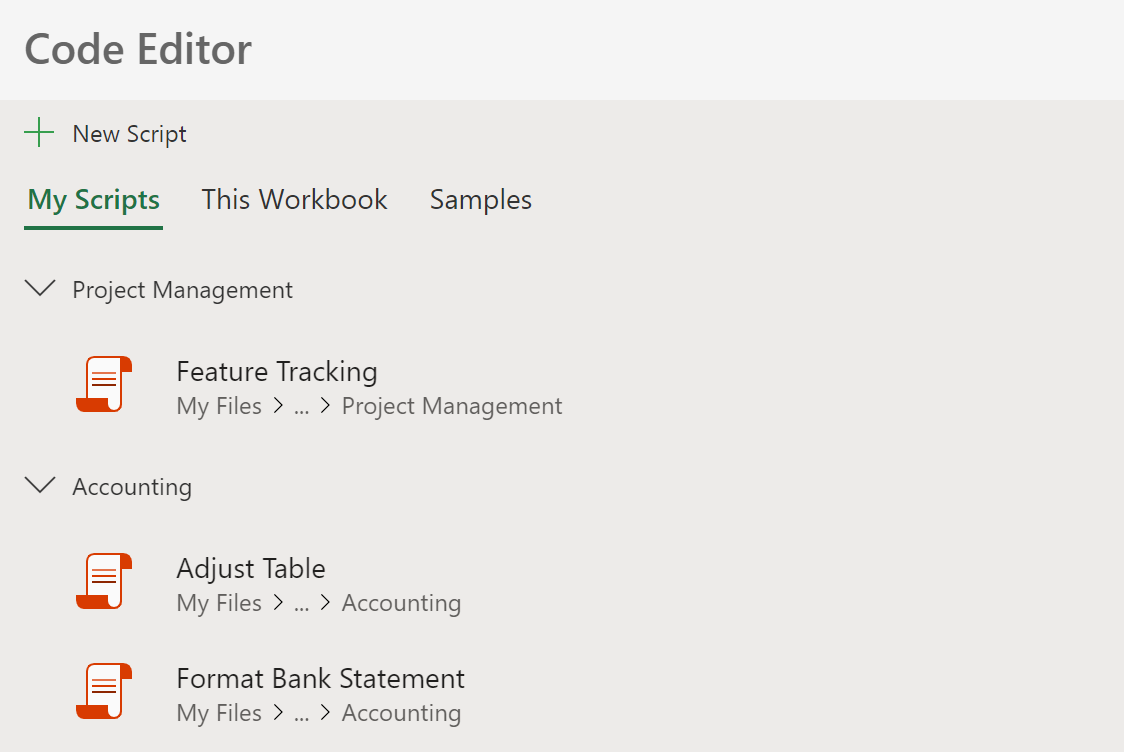 Code Editor
New Script
My Scripts This Workbook Samples
Project Management
Feature Tracking
My Files > ... > Project Management
Accounting
Adjust Table
My Files > ... > Accounting
Format Bank Statement
My Files > ... > Accounting